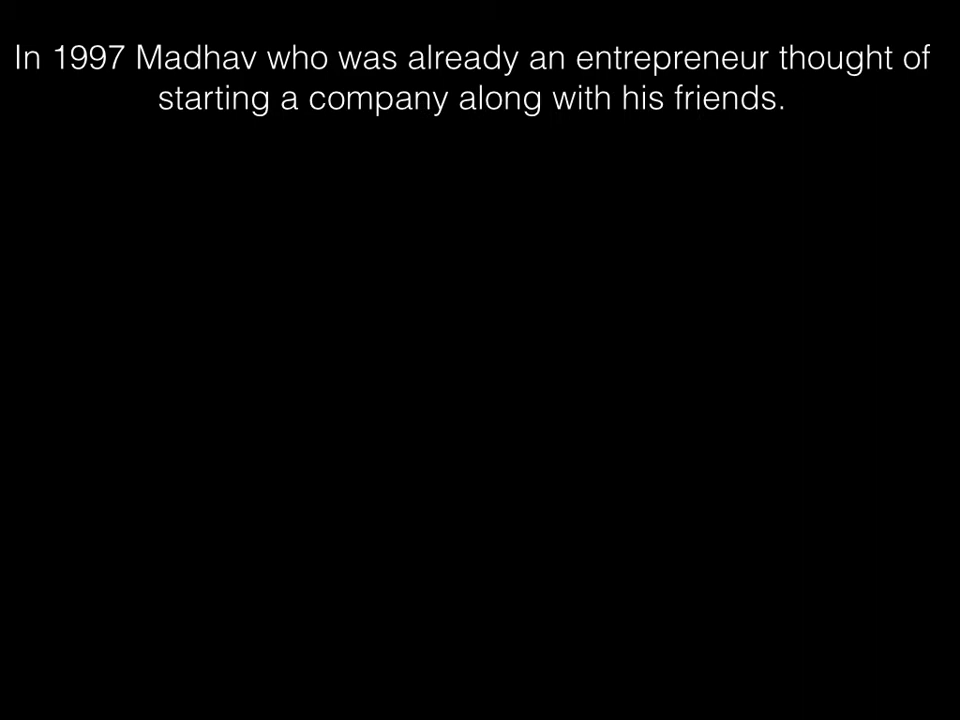 In 1997 Madhav who was already an entrepreneur thought of
starting a company along with his friends.